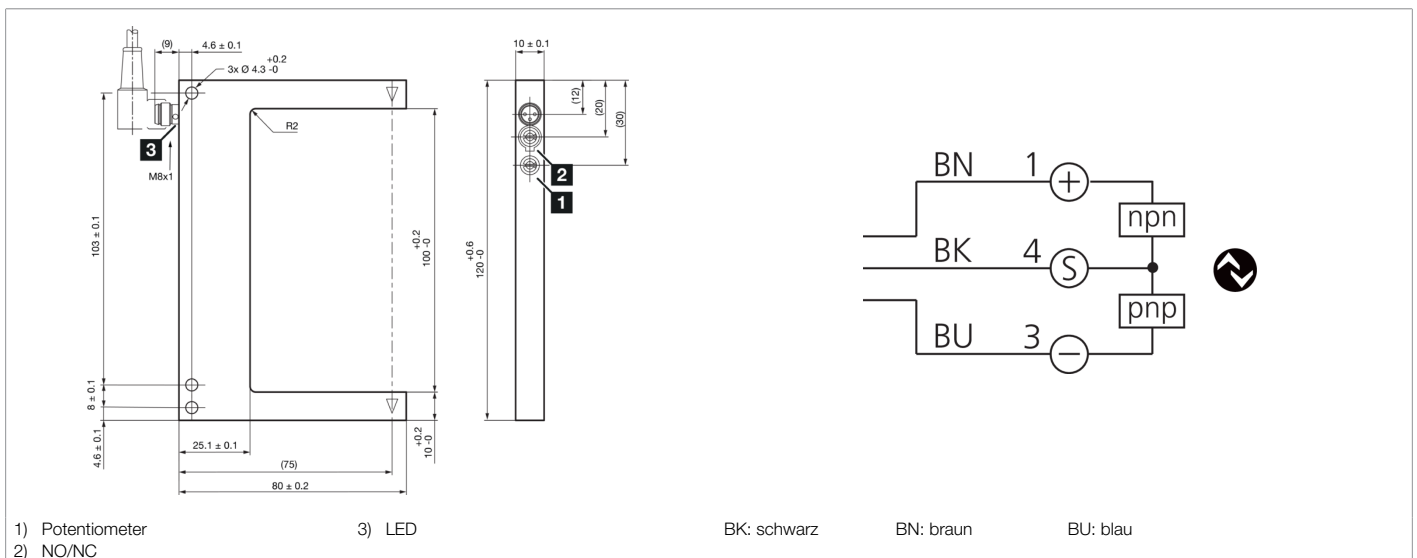 (9)
4.6 ± 0.1
+0.2
3x Ø 4.3 -0
R2
3
M8x1
103 ± 0.1
8 ± 0.1
4.6 ± 0.1
25.1 ± 0.1
(75)
80 ± 0.2
+0.2
100 -0
+0.2
10 -0
10 ± 0.1
(12)
(20)
(30)
2
1
+0.6
120 -0
BN 1 +
npn
BK 4 S
pnp
BU 3 −
1) Potentiometer 3) LED BK: schwarz BN: braun BU: blau
2) NO/NC